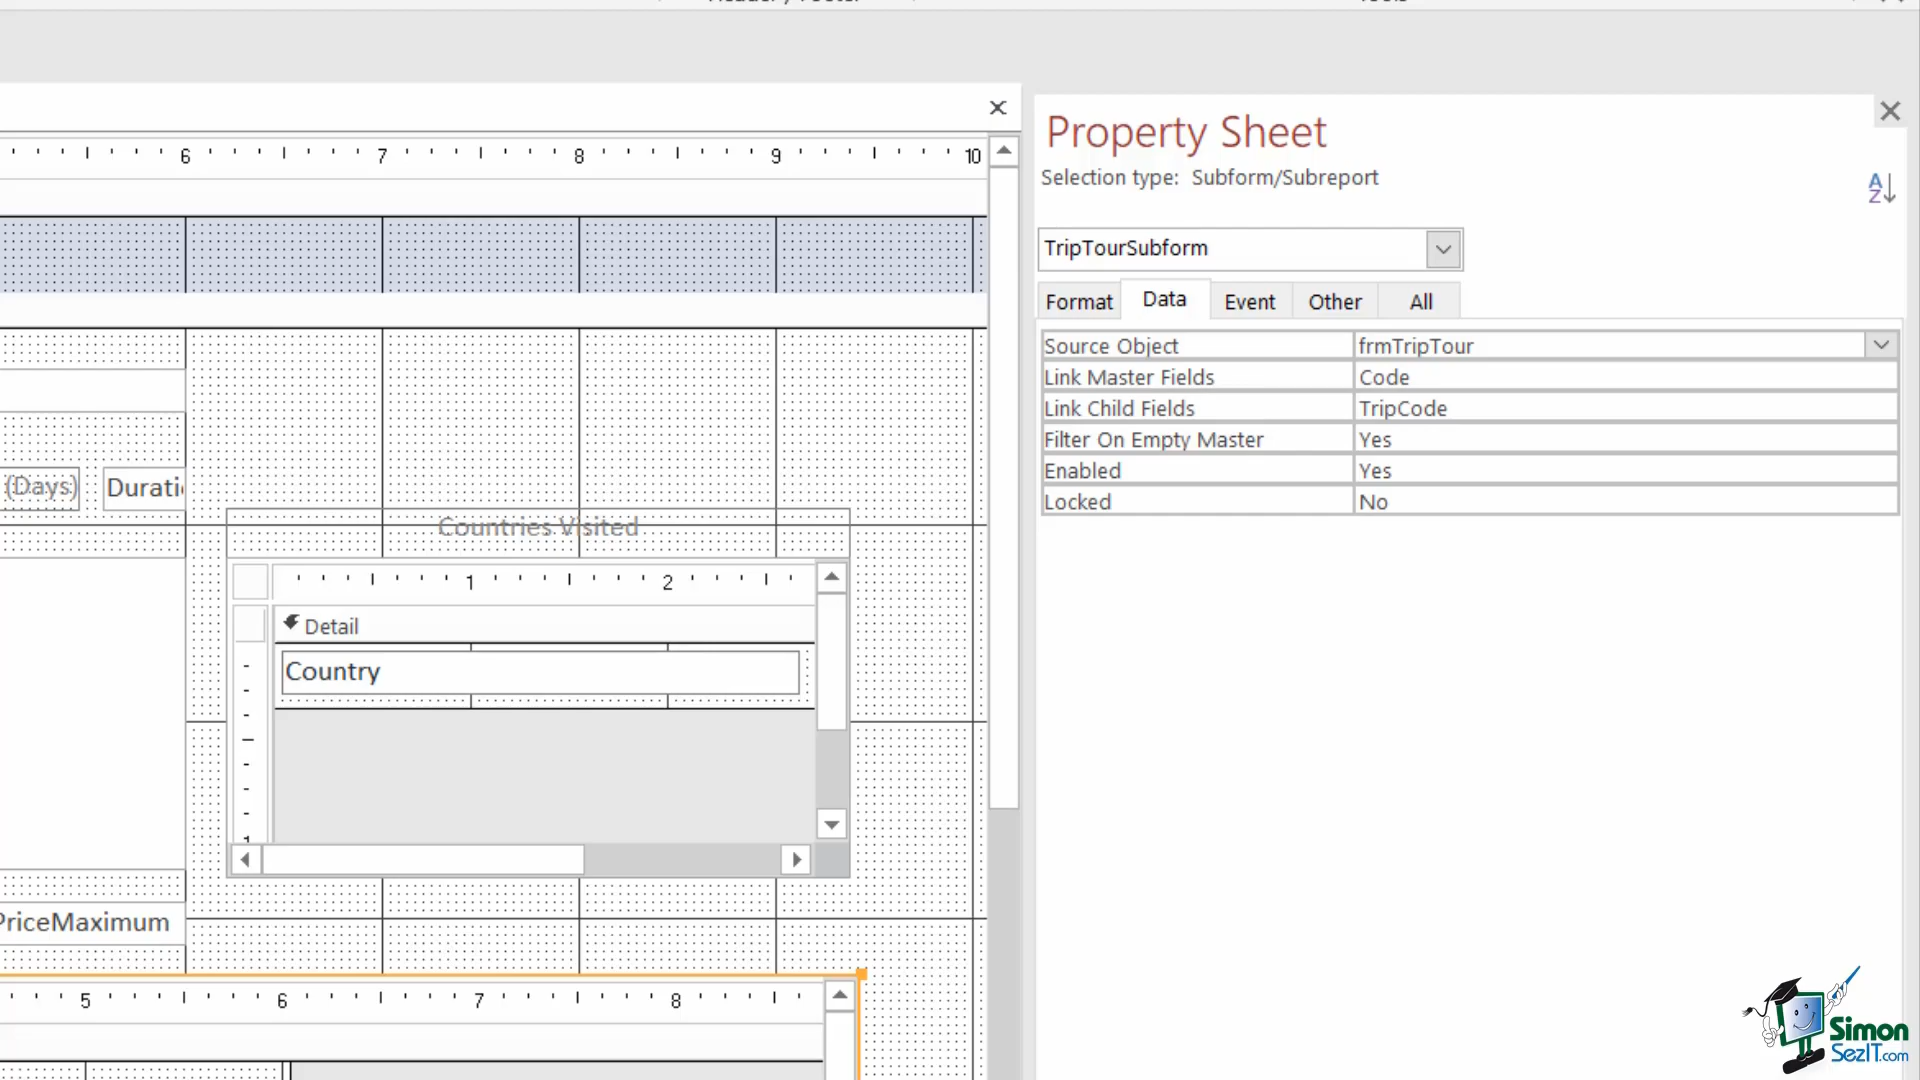 6 7 8 9 10
Property Sheet
Selection type: Subform/Subreport
AZ
TripTourSubform
Format Data Event Other All
Source Object frmTripTour
Link Master Fields Code
Link Child Fields TripCode
Filter On Empty Master Yes
Enabled Yes
Locked No
(Days) Durati
Countries Visited
1 2
Detail
Country
PriceMaximum
5 6 7 8
Simon
SezIT.com